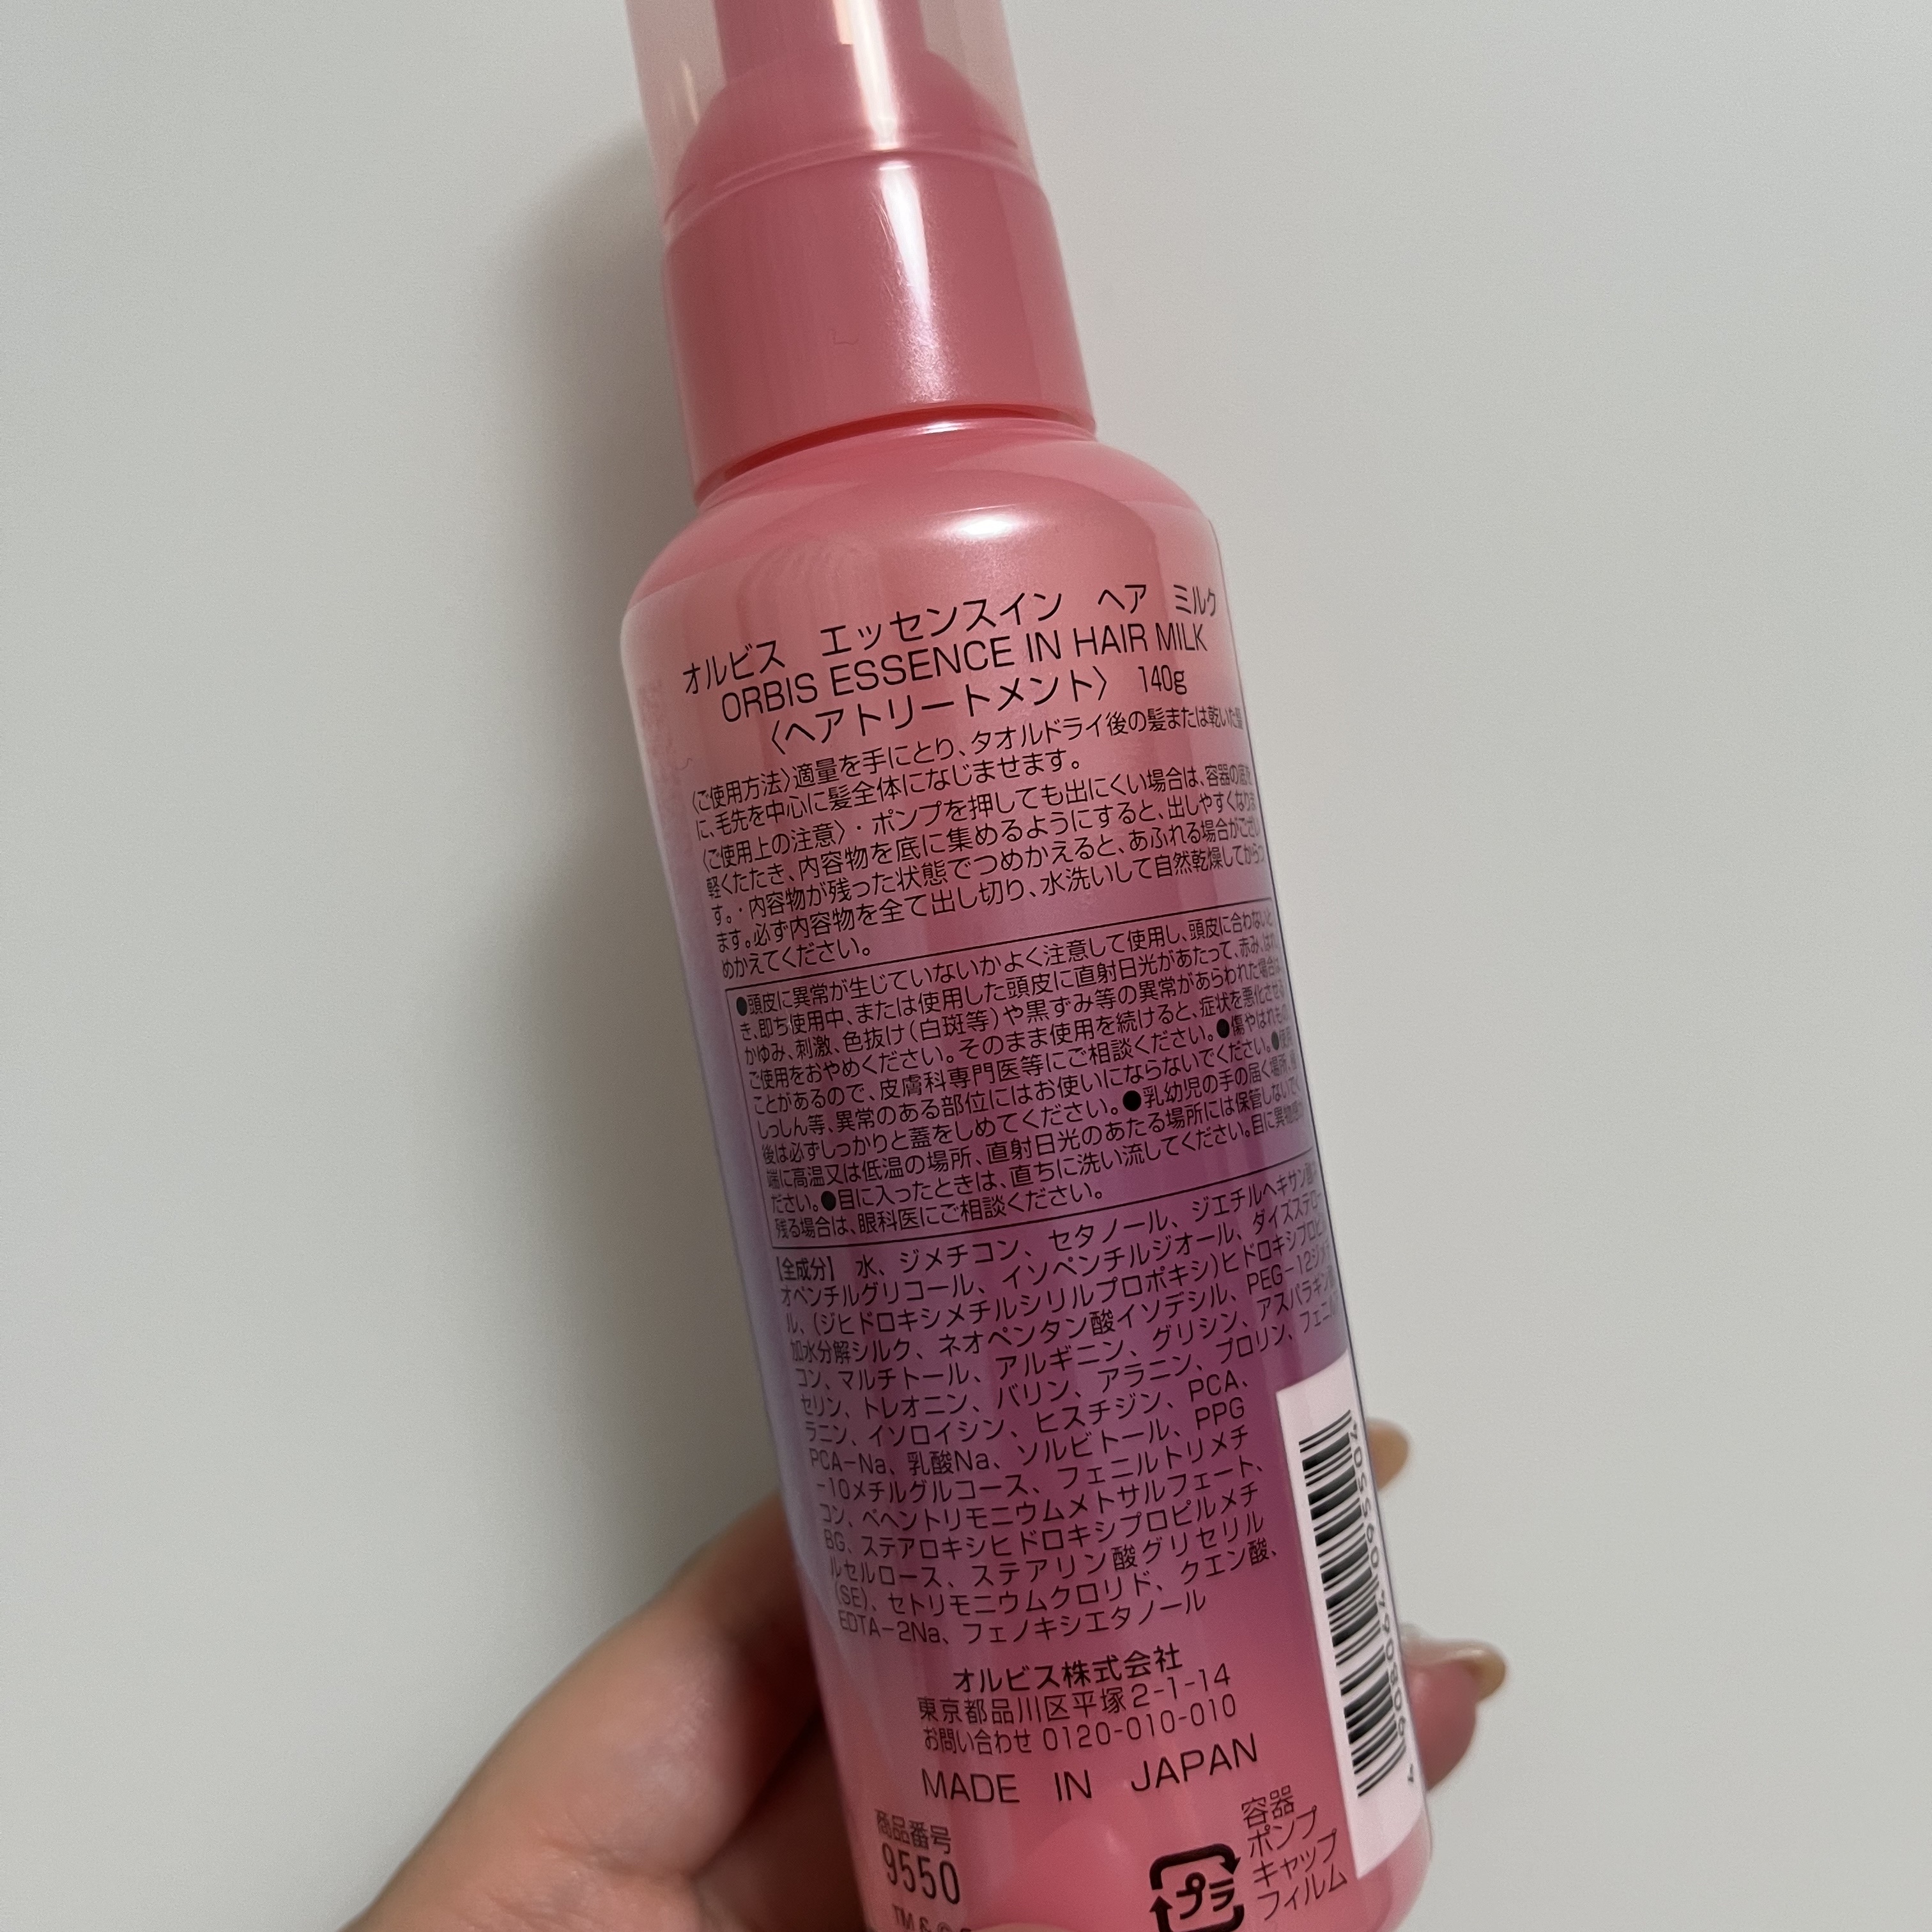 オルビス　エッセンスイン　ヘア　ミルク
ORBIS ESSENCE IN HAIR MILK
〈ヘアトリートメント〉 140g
〈ご使用方法〉適量を手にとり、タオルドライ後の髪または乾いた髪
に、毛先を中心に髪全体になじませます。
〈ご使用上の注意〉・ポンプを押しても出にくい場合は、容器の底を
軽くたたき、内容物を底に集めるようにすると、出しやすくなりま
す。・内容物が残った状態でつめかえると、あふれる場合がござい
ます。必ず内容物を全て出し切り、水洗いして自然乾燥してからつ
めかえてください。
●頭皮に異常が生じていないかよく注意して使用し、頭皮に合わないと
き、即ち使用中、または使用した頭皮に直射日光があたって、赤み、はれ、
かゆみ、刺激、色抜け(白斑等)や黒ずみ等の異常があらわれた場合は、
ご使用をおやめください。そのまま使用を続けると、症状を悪化させる
ことがあるので、皮膚科専門医等にご相談ください。●傷やはれもの、
しっしん等、異常のある部位にはお使いにならないでください。●使用
後は必ずしっかりと蓋をしめてください。●乳幼児の手の届く場所、極
端に高温又は低温の場所、直射日光のあたる場所には保管しないでく
ださい。●目に入ったときは、直ちに洗い流してください。目に異物感が
残る場合は、眼科医にご相談ください。
【全成分】 水、ジメチコン、セタノール、ジエチルヘキサン酸ネ
オペンチルグリコール、イソペンチルジオール、ダイズステロー
ル、(ジヒドロキシメチルシリルプロポキシ)ヒドロキシプロピル
加水分解シルク、ネオペンタン酸イソデシル、PEG-12ジメチ
コン、マルチトール、アルギニン、グリシン、アスパラギン酸、
セリン、トレオニン、バリン、アラニン、プロリン、フェニルア
ラニン、イソロイシン、ヒスチジン、PCA、
PCA-Na、乳酸Na、ソルビトール、PPG
-10メチルグルコース、フェニルトリメチ
コン、ベヘントリモニウムメトサルフェート、
BG、ステアロキシヒドロキシプロピルメチ
ルセルロース、ステアリン酸グリセリル
(SE)、セトリモニウムクロリド、クエン酸、
EDTA-2Na、フェノキシエタノール
オルビス株式会社
東京都品川区平塚2-1-14
お問い合わせ 0120-010-010
MADE IN JAPAN
商品番号
9550
容器
ポンプ
キャップ
フィルム
プラ